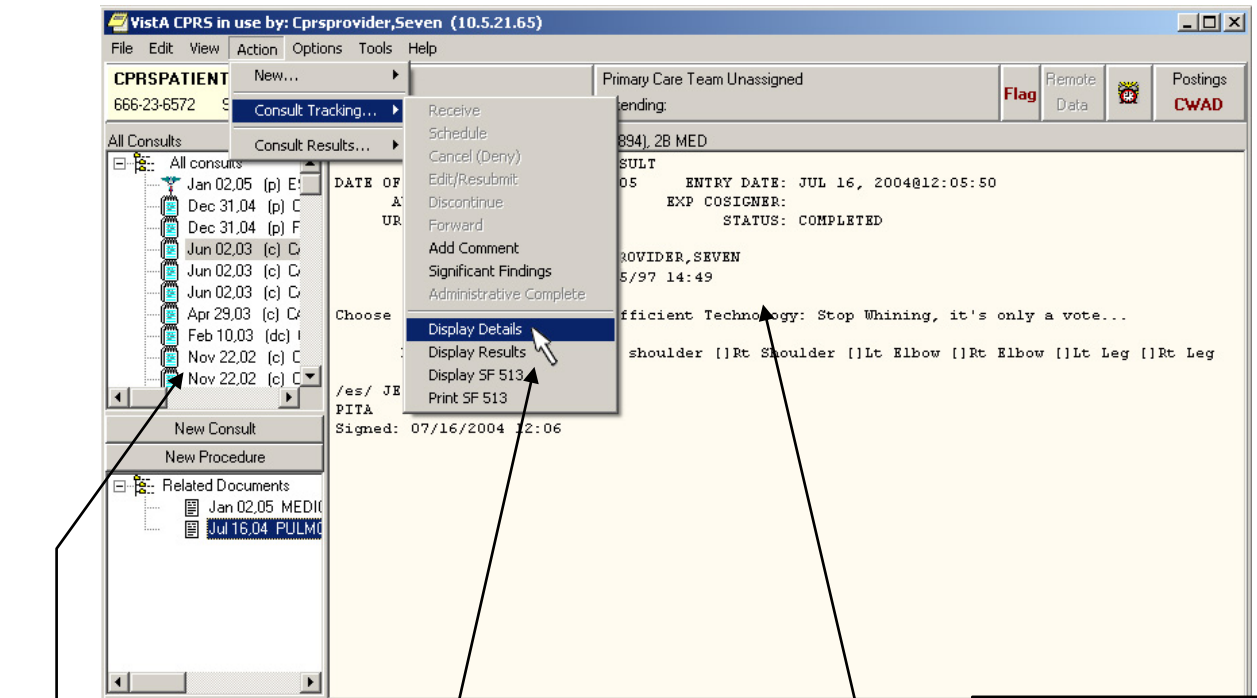 VistA CPRS in use by: Cprsprovider,Seven (10.5.21.65)
File Edit View Action Options Tools Help
CPRSPATIENT
666-23-6572
Primary Care Team Unassigned
Flag
Remote Data
Postings
CWAD
New...
Consult Tracking...
Consult Results...
Receive
Schedule
Cancel (Deny)
Edit/Resubmit
Discontinue
Forward
Add Comment
Significant Findings
Administrative Complete
Display Details
Display Results
Display SF 513
Print SF 513
All Consults
All consults
Jan 02,05 (p) E
Dec 31,04 (p) C
Dec 31,04 (p) F
Jun 02,03 (c) C
Jun 02,03 (c) C
Jun 02,03 (c) C
Apr 29,03 (c) C
Feb 10,03 (dc)
Nov 22,02 (c) C
Nov 22,02 (c) C
New Consult
New Procedure
Related Documents
Jan 02,05 MEDI
Jul 16,04 PULM
894), 2B MED
SULT
DATE OF 05 ENTRY DATE: JUL 16, 2004@12:05:50
A EXP COSIGNER:
UR STATUS: COMPLETED
ROVIDER,SEVEN
5/97 14:49
Choose fficient Technology: Stop Whining, it's only a vote...
shoulder []Rt Shoulder []Lt Elbow []Rt Elbow []Lt Leg []Rt Leg
/es/ JE
PITA
Signed: 07/16/2004 12:06